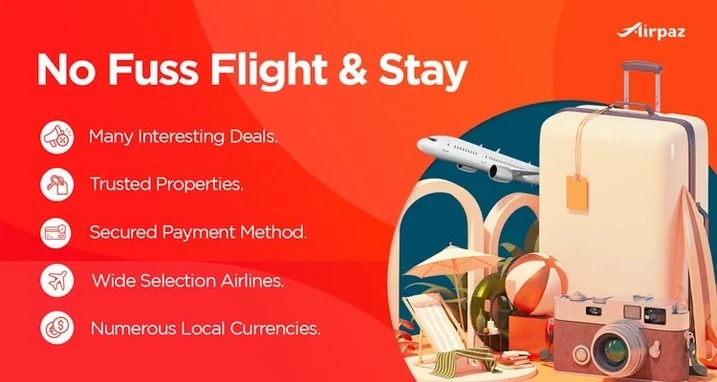 Airpaz
No Fuss Flight & Stay
Many Interesting Deals.
Trusted Properties.
Secured Payment Method.
Wide Selection Airlines.
Numerous Local Currencies.